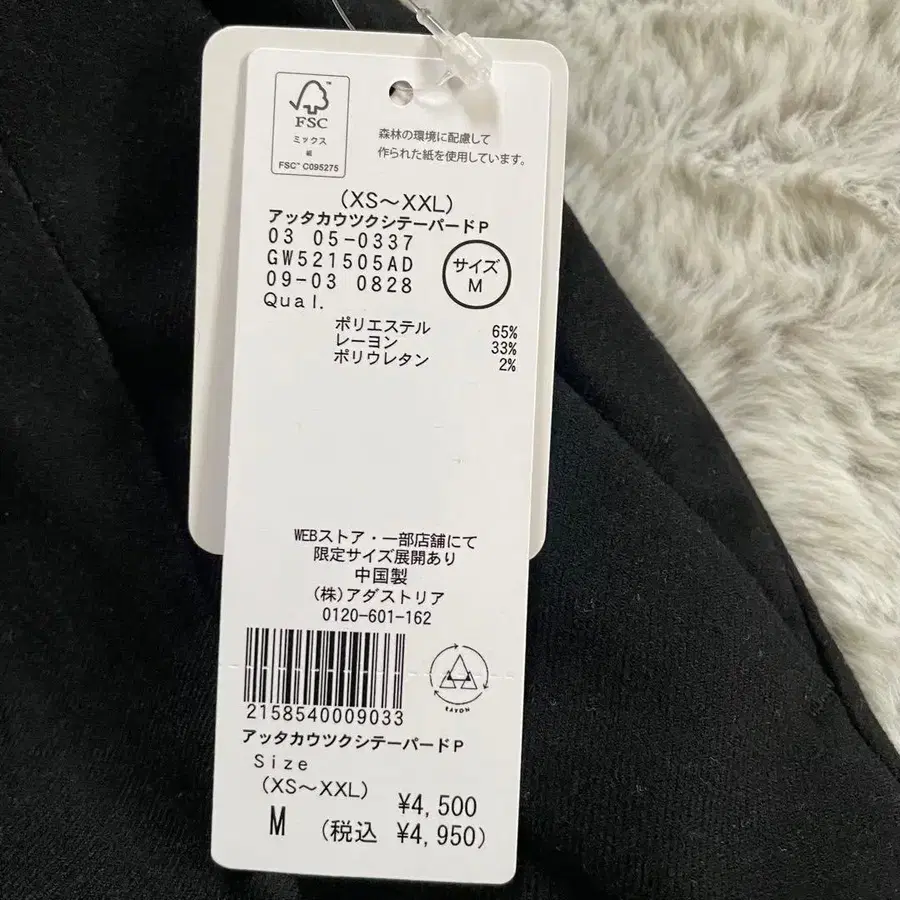 FSC™
ミックス
紙
FSC™ C095275
森林の環境に配慮して
作られた紙を使用しています。
(XS～XXL)
アッタカウツクシテーパードP
03 05-0337
GW521505AD
09-03 0828
サイズ
M
Qual.
ポリエステル 65%
レーヨン 33%
ポリウレタン 2%
WEBストア・一部店舗にて
限定サイズ展開あり
中国製
(株)アダストリア
0120-601-162
RAYON
2158540009033
アッタカウツクシテーパードP
Size
(XS～XXL)
M ¥4,500
(税込 ¥4,950)